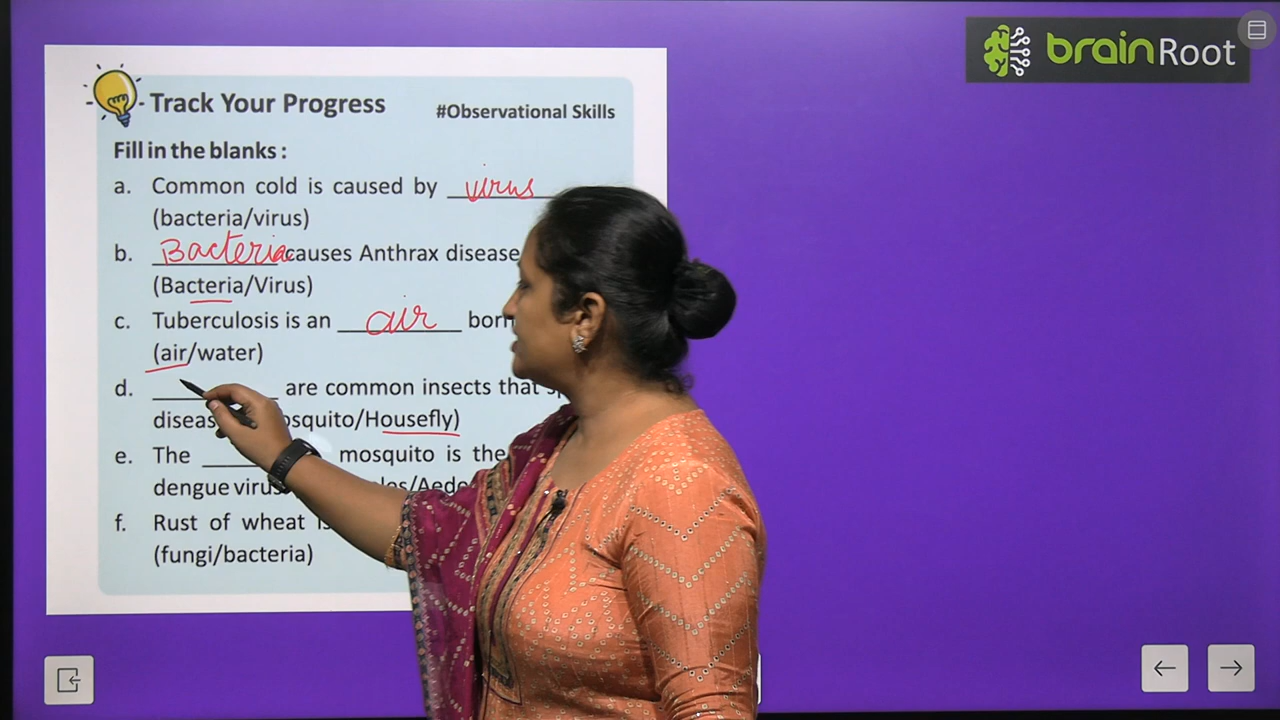 brainRoot
Track Your Progress
#Observational Skills
Fill in the blanks :
a. Common cold is caused by virus
(bacteria/virus)
b. Bacteria causes Anthrax disease
(Bacteria/Virus)
c. Tuberculosis is an air
(air/water)
d. are common insects that
/Housefly)
e. The mosquito is the
dengue
f. Rust of wheat
(fungi/bacteria)